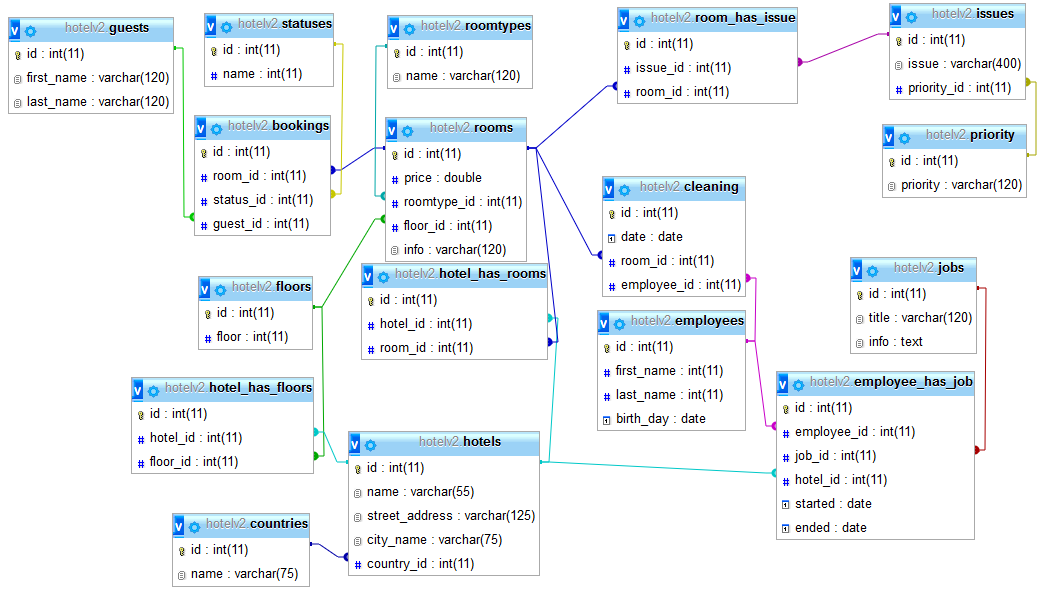 hotelv2.guests
id : int(11)
first_name : varchar(120)
last_name : varchar(120)
hotelv2.statuses
id : int(11)
name : int(11)
hotelv2.roomtypes
id : int(11)
name : varchar(120)
hotelv2.room_has_issue
id : int(11)
issue_id : int(11)
room_id : int(11)
hotelv2.issues
id : int(11)
issue : varchar(400)
priority_id : int(11)
hotelv2.bookings
id : int(11)
room_id : int(11)
status_id : int(11)
guest_id : int(11)
hotelv2.rooms
id : int(11)
price : double
roomtype_id : int(11)
floor_id : int(11)
info : varchar(120)
hotelv2.priority
id : int(11)
priority : varchar(120)
hotelv2.cleaning
id : int(11)
date : date
room_id : int(11)
employee_id : int(11)
hotelv2.floors
id : int(11)
floor : int(11)
hotelv2.hotel_has_rooms
id : int(11)
hotel_id : int(11)
room_id : int(11)
hotelv2.employees
id : int(11)
first_name : int(11)
last_name : int(11)
birth_day : date
hotelv2.jobs
id : int(11)
title : varchar(120)
info : text
hotelv2.hotel_has_floors
id : int(11)
hotel_id : int(11)
floor_id : int(11)
hotelv2.hotels
id : int(11)
name : varchar(55)
street_address : varchar(125)
city_name : varchar(75)
country_id : int(11)
hotelv2.employee_has_job
id : int(11)
employee_id : int(11)
job_id : int(11)
hotel_id : int(11)
started : date
ended : date
hotelv2.countries
id : int(11)
name : varchar(75)